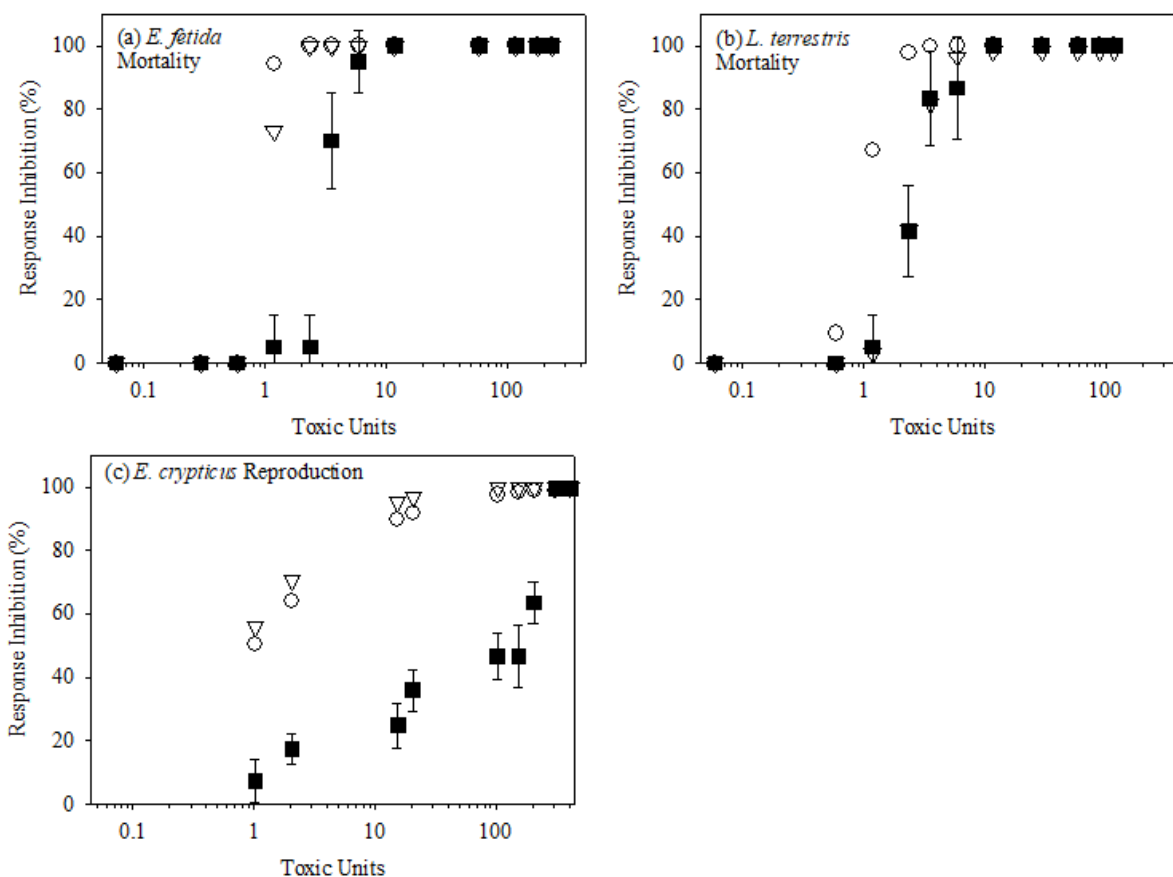 (a) E. fetida
Mortality
Response Inhibition (%)
100
80
60
40
20
0
0.1
1
10
100
Toxic Units
(b) L. terrestris
Mortality
Response Inhibition (%)
100
80
60
40
20
0
0.1
1
10
100
Toxic Units
(c) E. crypticus Reproduction
Response Inhibition (%)
100
80
60
40
20
0
0.1
1
10
100
Toxic Units